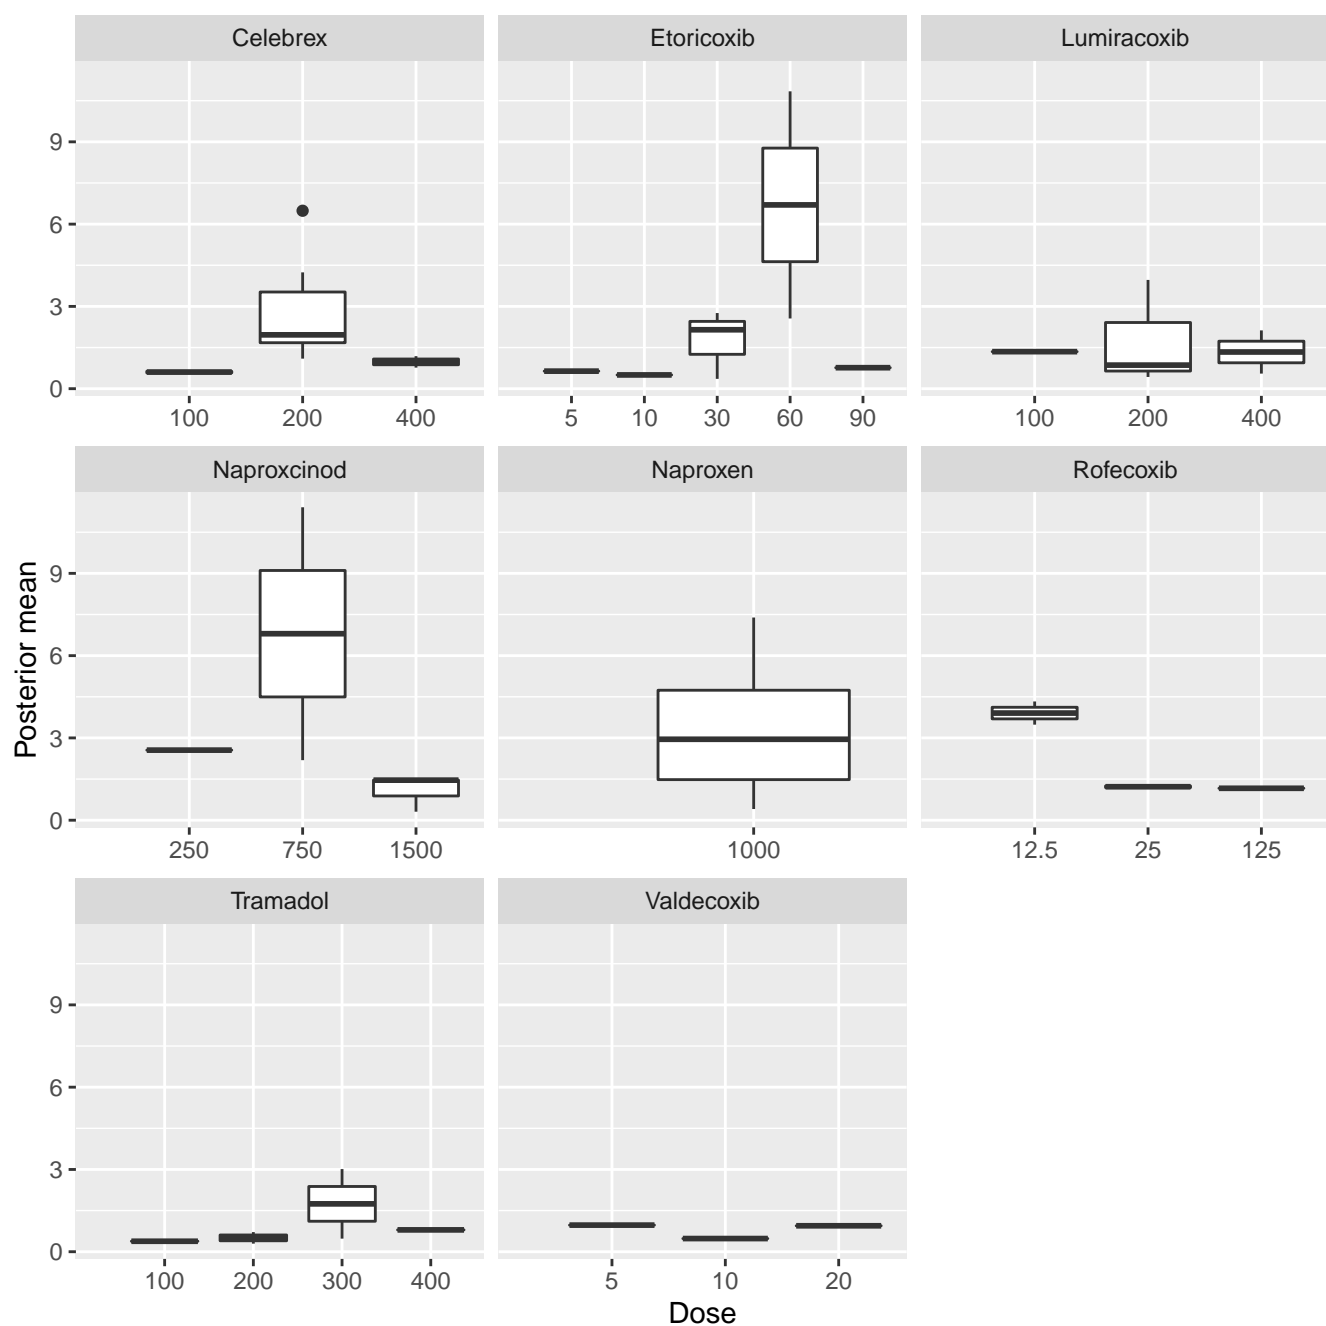 Celebrex Etoricoxib Lumiracoxib
9
6
3
0
100 200 400 5 10 30 60 90 100 200 400
Naproxcinod Naproxen Rofecoxib
Posterior mean
9
6
3
0
250 750 1500 1000 12.5 25 125
Tramadol Valdecoxib
9
6
3
0
100 200 300 400 5 10 20
Dose